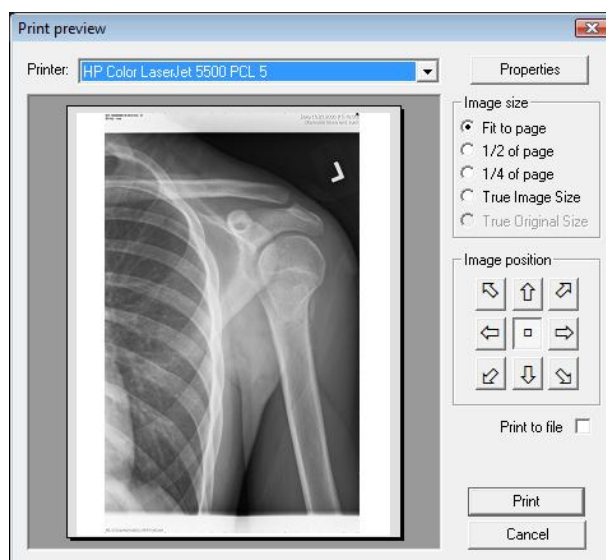 Print preview
Printer:
HP Color LaserJet 5500 PCL 5
Properties
Image size
Fit to page
1/2 of page
1/4 of page
True Image Size
True Original Size
Image position
Print to file
Print
Cancel